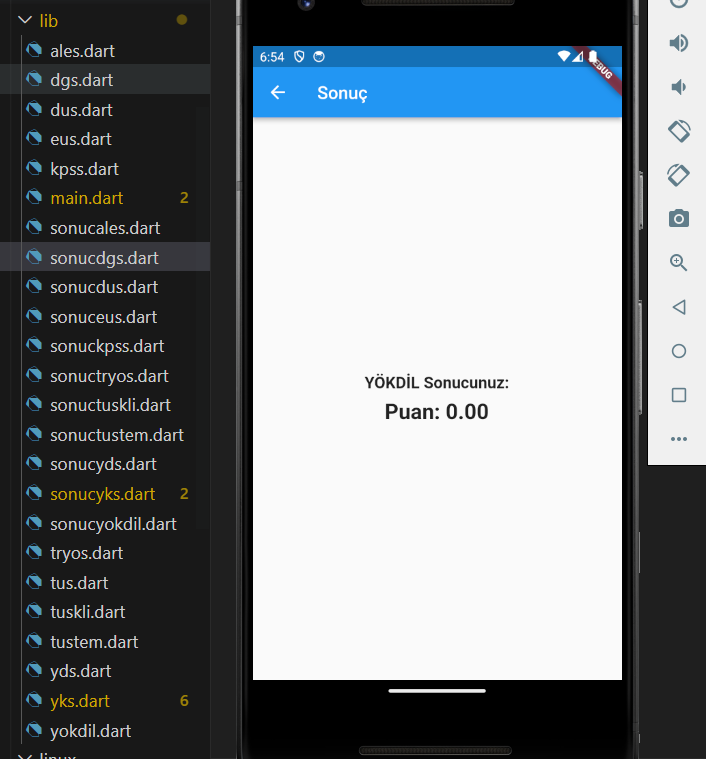 lib
ales.dart
dgs.dart
dus.dart
eus.dart
kpss.dart
main.dart 2
sonucales.dart
sonucdgs.dart
sonucdus.dart
sonuceus.dart
sonuckpss.dart
sonuctryos.dart
sonuctuskli.dart
sonuctustem.dart
sonucyds.dart
sonucyks.dart 2
sonucyokdil.dart
tryos.dart
tus.dart
tuskli.dart
tustem.dart
yds.dart
yks.dart 6
yokdil.dart
linux
6:54
DEBUG
Sonuç
YÖKDİL Sonucunuz:
Puan: 0.00